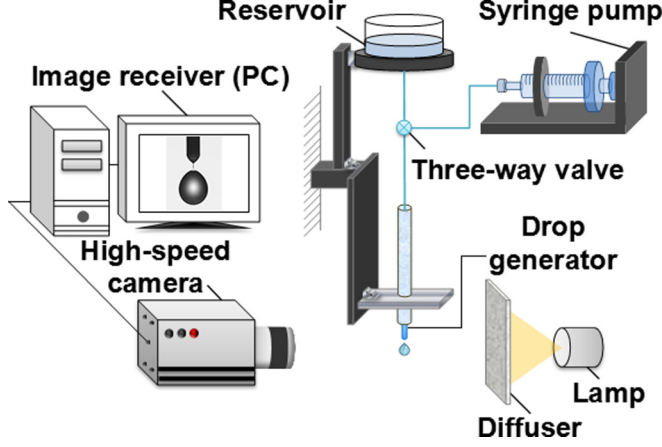 Reservoir
Syringe pump
Image receiver (PC)
Three-way valve
Drop
generator
High-speed
camera
Lamp
Diffuser